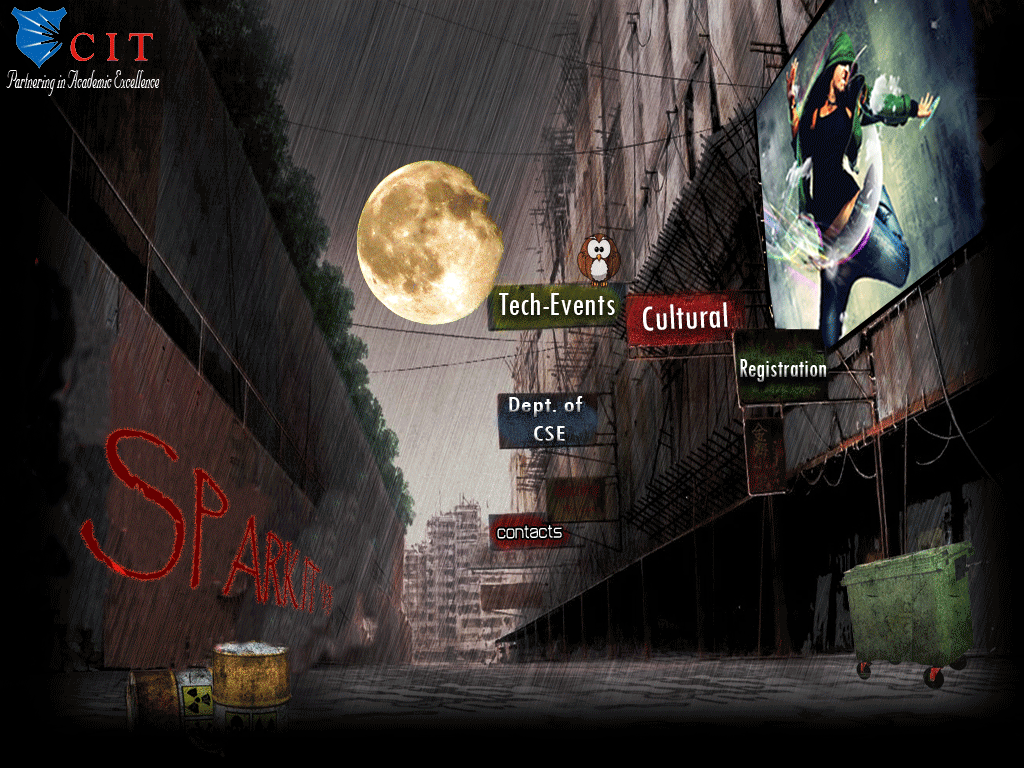 CIT
Partnering in Academic Excellence
Tech-Events
Cultural
Registration
Dept. of
CSE
contacts
SPARKIT